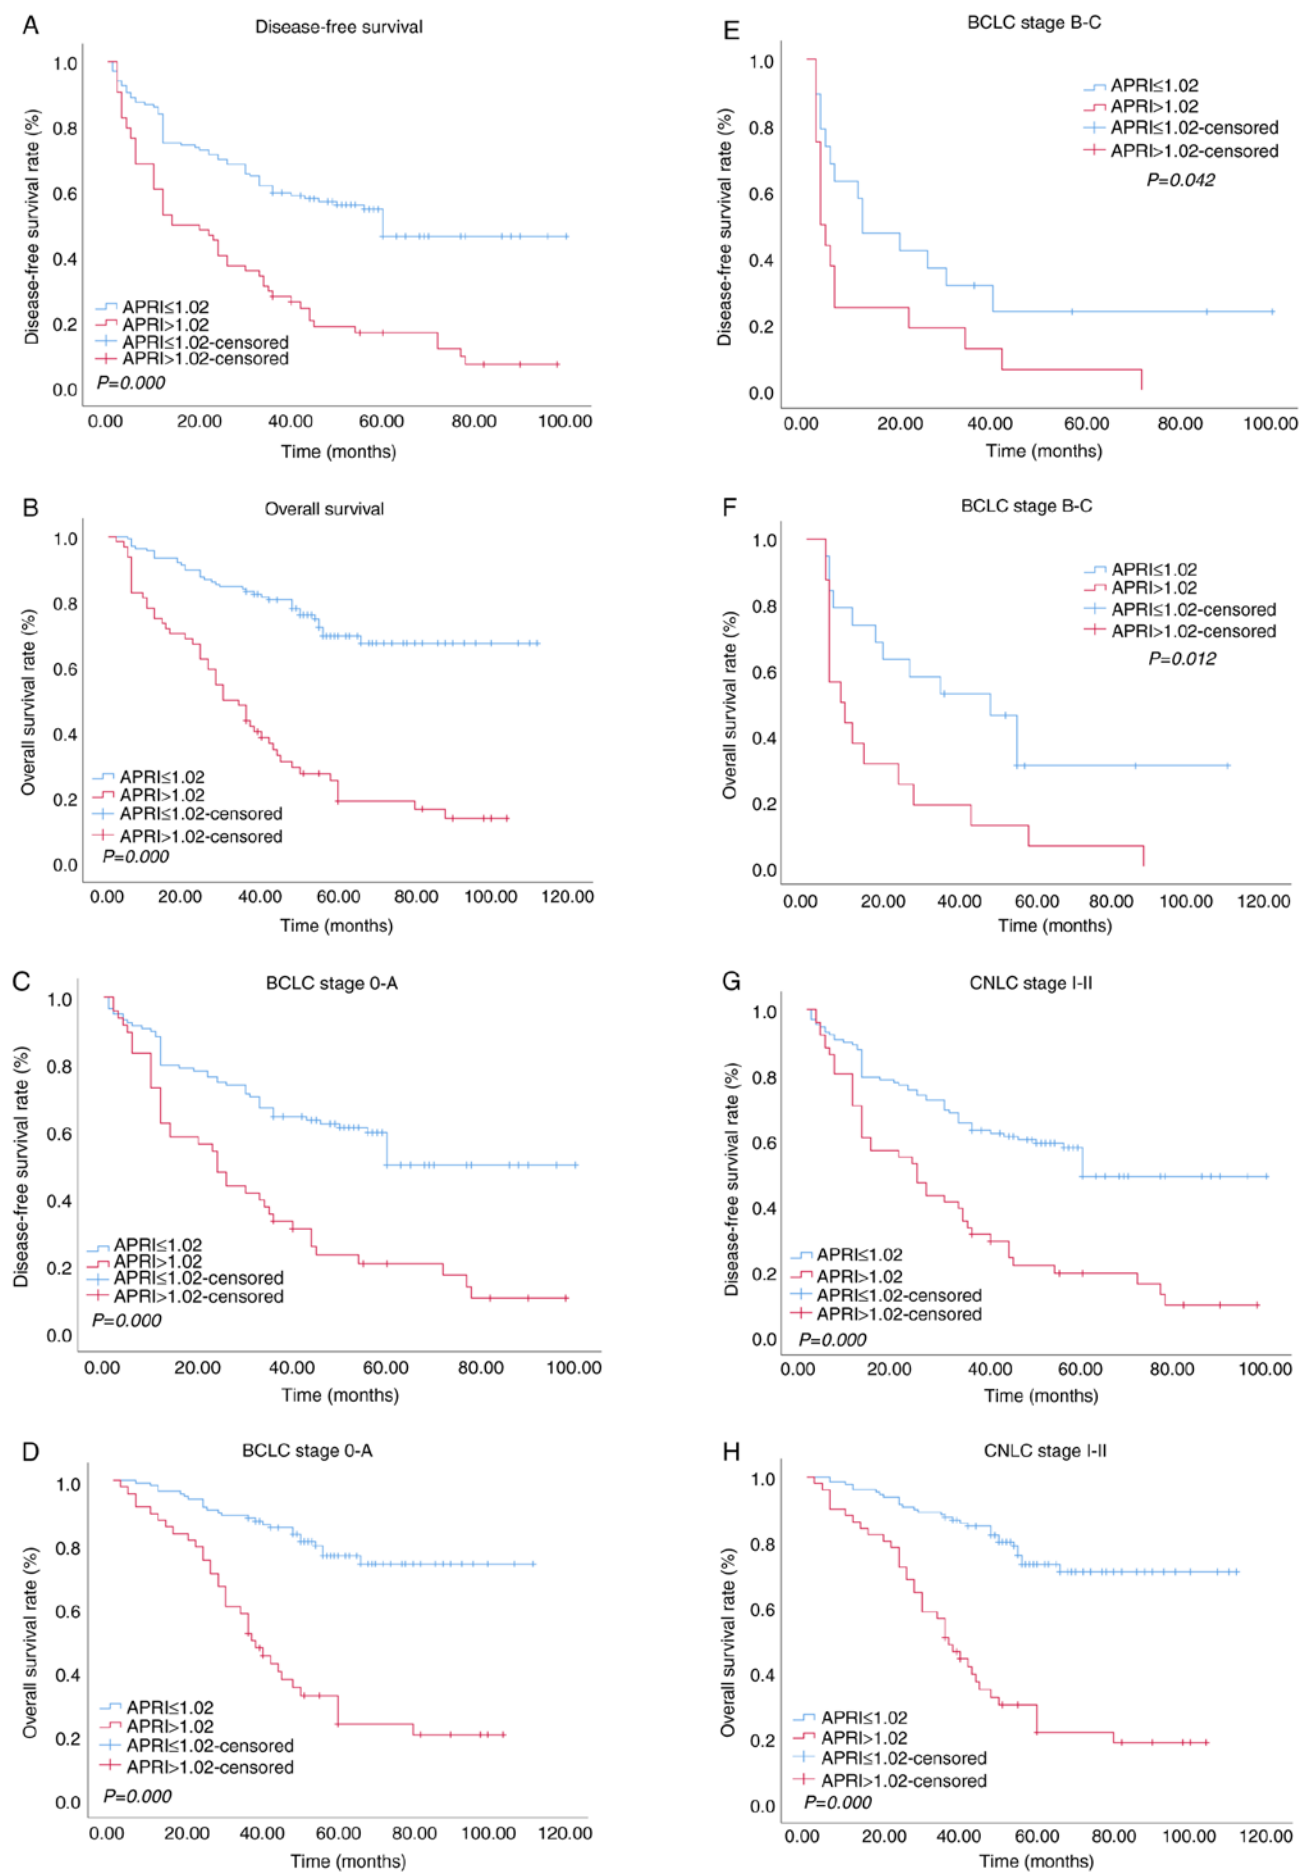 A
Disease-free survival
Disease-free survival rate (%)
1.0
0.8
0.6
0.4
0.2
0.0
APRI≤1.02
APRI>1.02
APRI≤1.02-censored
APRI>1.02-censored
P=0.000
0.00 20.00 40.00 60.00 80.00 100.00
Time (months)
E
BCLC stage B-C
Disease-free survival rate (%)
1.0
0.8
0.6
0.4
0.2
0.0
APRI≤1.02
APRI>1.02
APRI≤1.02-censored
APRI>1.02-censored
P=0.042
0.00 20.00 40.00 60.00 80.00 100.00
Time (months)
B
Overall survival
Overall survival rate (%)
1.0
0.8
0.6
0.4
0.2
0.0
APRI≤1.02
APRI>1.02
APRI≤1.02-censored
APRI>1.02-censored
P=0.000
0.00 20.00 40.00 60.00 80.00 100.00 120.00
Time (months)
F
BCLC stage B-C
Overall survival rate (%)
1.0
0.8
0.6
0.4
0.2
0.0
APRI≤1.02
APRI>1.02
APRI≤1.02-censored
APRI>1.02-censored
P=0.012
0.00 20.00 40.00 60.00 80.00 100.00 120.00
Time (months)
C
BCLC stage 0-A
Disease-free survival rate (%)
1.0
0.8
0.6
0.4
0.2
0.0
APRI≤1.02
APRI>1.02
APRI≤1.02-censored
APRI>1.02-censored
P=0.000
0.00 20.00 40.00 60.00 80.00 100.00
Time (months)
G
CNLC stage I-II
Disease-free survival rate (%)
1.0
0.8
0.6
0.4
0.2
0.0
APRI≤1.02
APRI>1.02
APRI≤1.02-censored
APRI>1.02-censored
P=0.000
0.00 20.00 40.00 60.00 80.00 100.00
Time (months)
D
BCLC stage 0-A
Overall survival rate (%)
1.0
0.8
0.6
0.4
0.2
0.0
APRI≤1.02
APRI>1.02
APRI≤1.02-censored
APRI>1.02-censored
P=0.000
0.00 20.00 40.00 60.00 80.00 100.00 120.00
Time (months)
H
CNLC stage I-II
Overall survival rate (%)
1.0
0.8
0.6
0.4
0.2
0.0
APRI≤1.02
APRI>1.02
APRI≤1.02-censored
APRI>1.02-censored
P=0.000
0.00 20.00 40.00 60.00 80.00 100.00 120.00
Time (months)